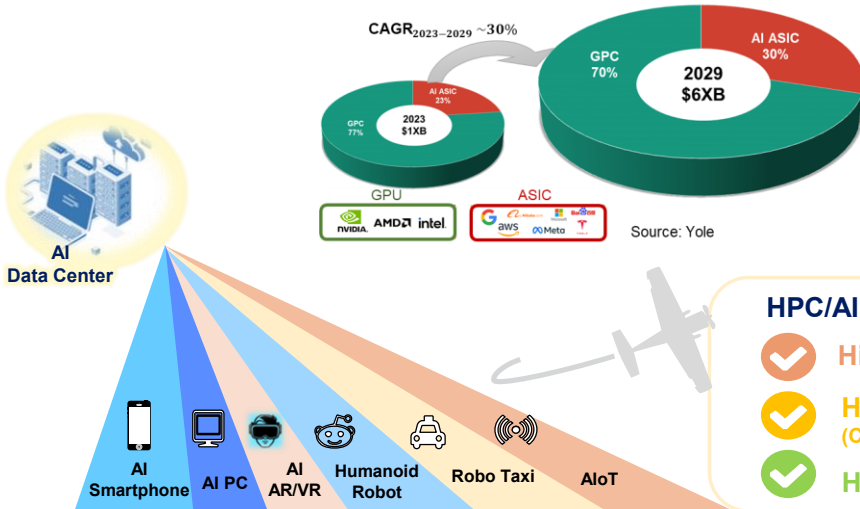 CAGR2023–2029 ~30%
GPC
70%
AI ASIC
30%
2029
$6XB
GPC
77%
AI ASIC
23%
2023
$1XB
GPU
ASIC
NVIDIA.
AMD
intel.
G
aws
Meta
Microsoft
Source: Yole
AI
Data Center
AI
Smartphone
AI PC
AI
AR/VR
Humanoid
Robot
Robo Taxi
AIoT
HPC/AI
Hi
H
(C
H